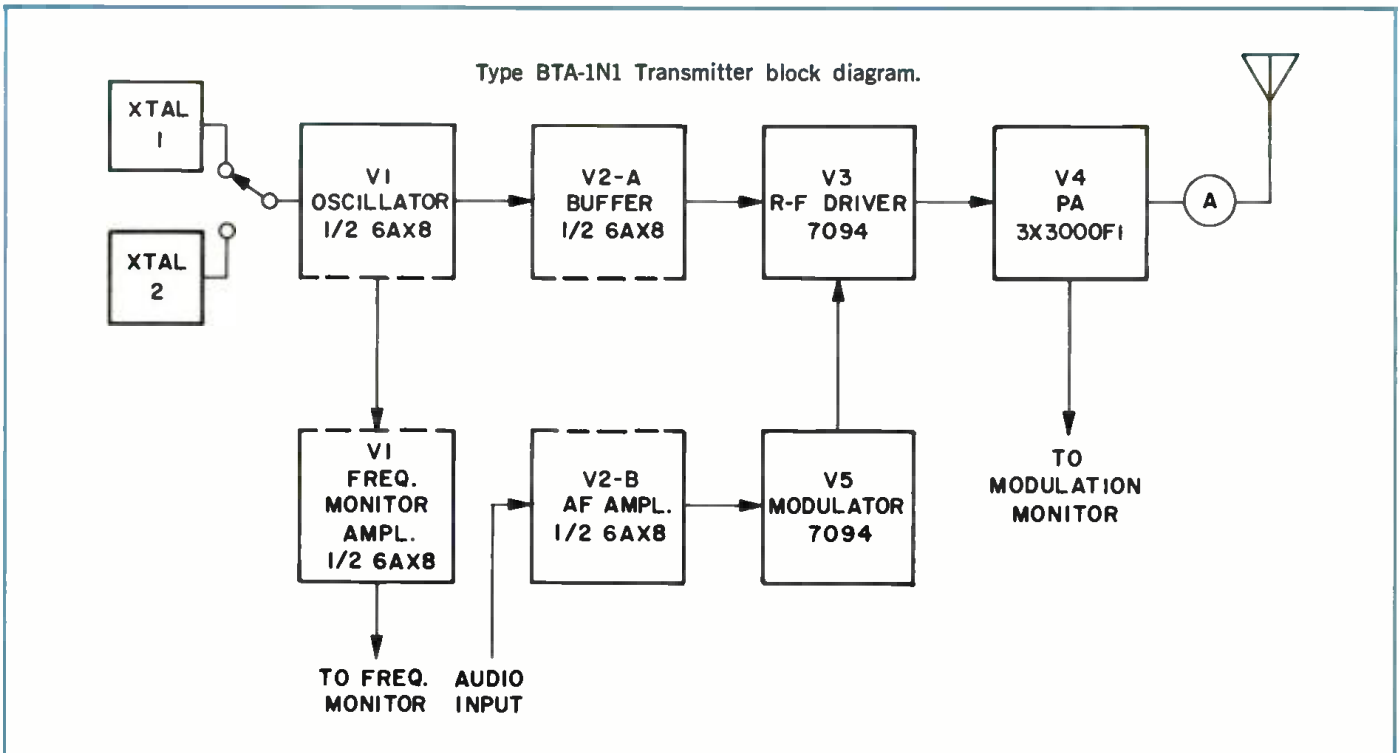 Type BTA-1N1 Transmitter block diagram.
XTAL
1
XTAL
2
V1
OSCILLATOR
1/2 6AX8
V2-A
BUFFER
1/2 6AX8
V3
R-F DRIVER
7094
V4
PA
3X3000F1
A
V1
FREQ.
MONITOR
AMPL.
1/2 6AX8
V2-B
AF AMPL.
1/2 6AX8
V5
MODULATOR
7094
TO
MODULATION
MONITOR
TO FREQ.
MONITOR
AUDIO
INPUT